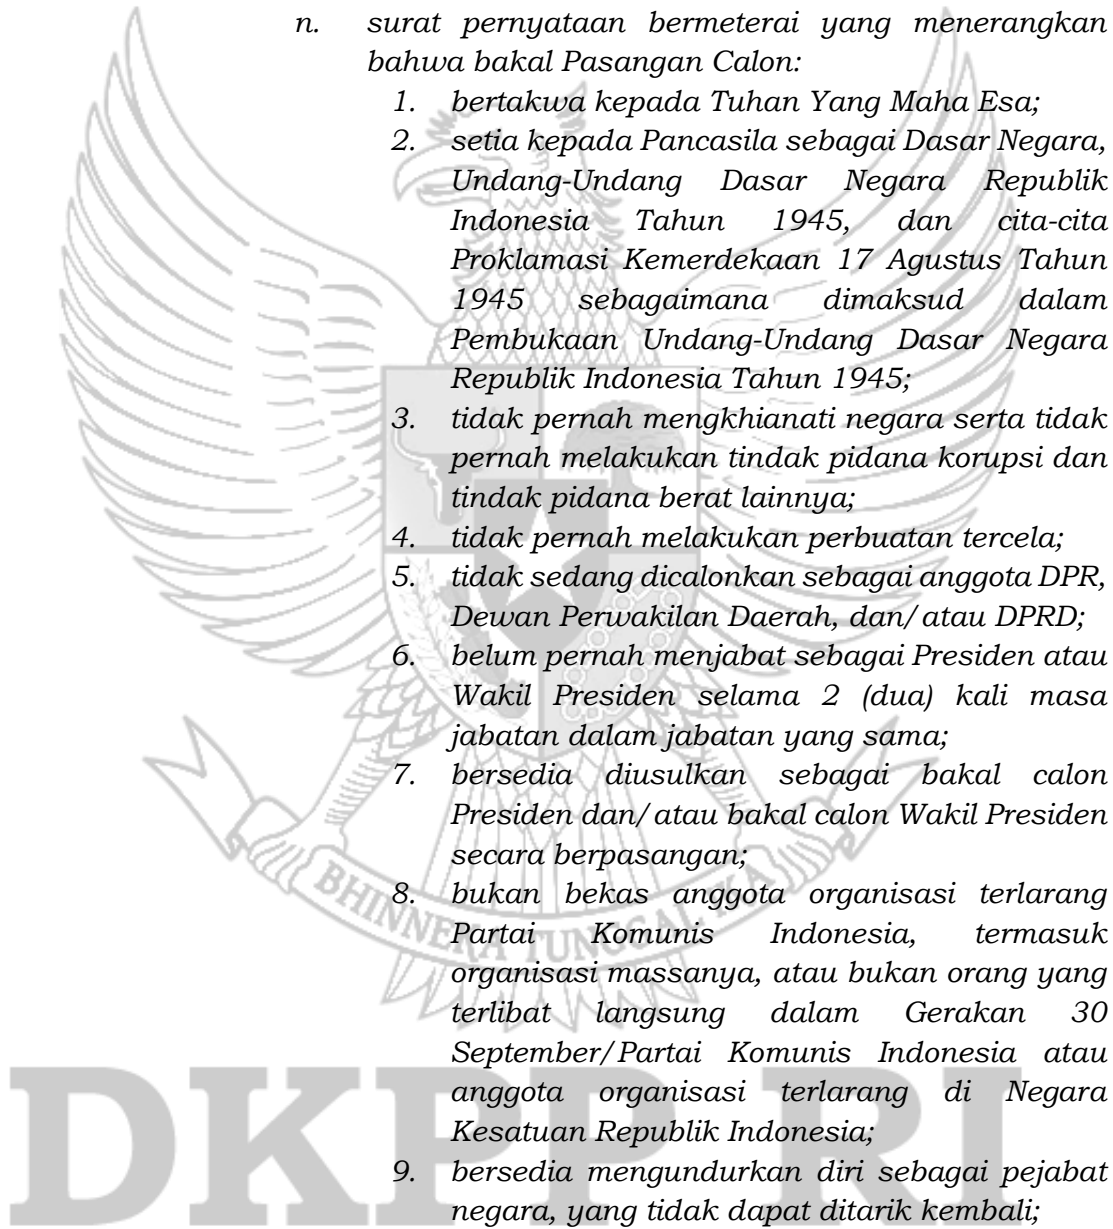 n. surat pernyataan bermeterai yang menerangkan
bahwa bakal Pasangan Calon:
1. bertakwa kepada Tuhan Yang Maha Esa;
2. setia kepada Pancasila sebagai Dasar Negara,
Undang-Undang Dasar Negara Republik
Indonesia Tahun 1945, dan cita-cita
Proklamasi Kemerdekaan 17 Agustus Tahun
1945 sebagaimana dimaksud dalam
Pembukaan Undang-Undang Dasar Negara
Republik Indonesia Tahun 1945;
3. tidak pernah mengkhianati negara serta tidak
pernah melakukan tindak pidana korupsi dan
tindak pidana berat lainnya;
4. tidak pernah melakukan perbuatan tercela;
5. tidak sedang dicalonkan sebagai anggota DPR,
Dewan Perwakilan Daerah, dan/atau DPRD;
6. belum pernah menjabat sebagai Presiden atau
Wakil Presiden selama 2 (dua) kali masa
jabatan dalam jabatan yang sama;
7. bersedia diusulkan sebagai bakal calon
Presiden dan/atau bakal calon Wakil Presiden
secara berpasangan;
8. bukan bekas anggota organisasi terlarang
Partai Komunis Indonesia, termasuk
organisasi massanya, atau bukan orang yang
terlibat langsung dalam Gerakan 30
September/Partai Komunis Indonesia atau
anggota organisasi terlarang di Negara
Kesatuan Republik Indonesia;
9. bersedia mengundurkan diri sebagai pejabat
negara, yang tidak dapat ditarik kembali;
BHINNEKA TUNGGAL IKA
DKPP RI